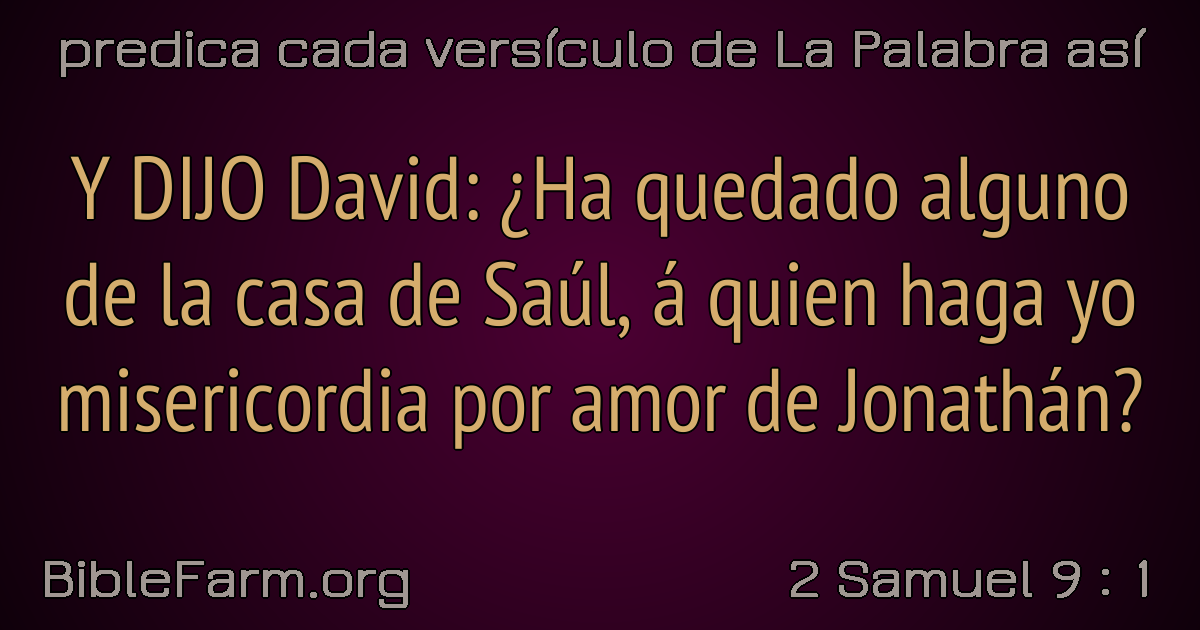 predica cada versículo de La Palabra así
Y DIJO David: ¿Ha quedado alguno
de la casa de Saúl, á quien haga yo
misericordia por amor de Jonathán?
BibleFarm.org
2 Samuel 9 : 1